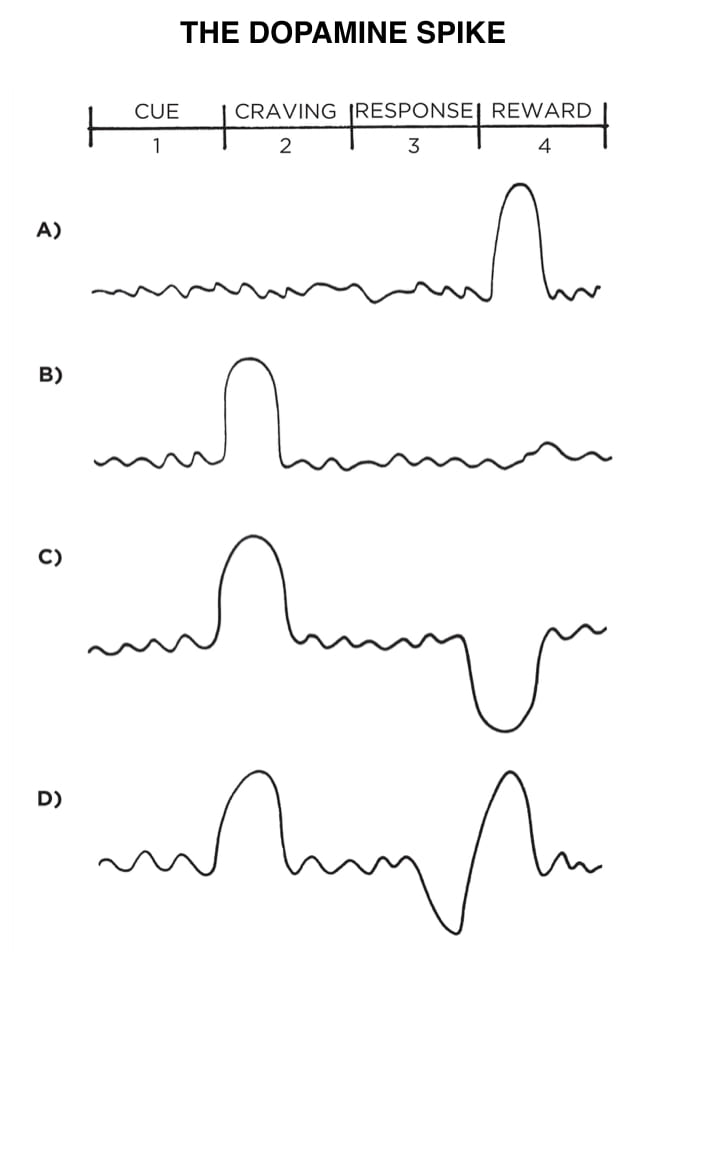 THE DOPAMINE SPIKE
CUE CRAVING RESPONSE REWARD
1 2 3 4
A)
B)
C)
D)